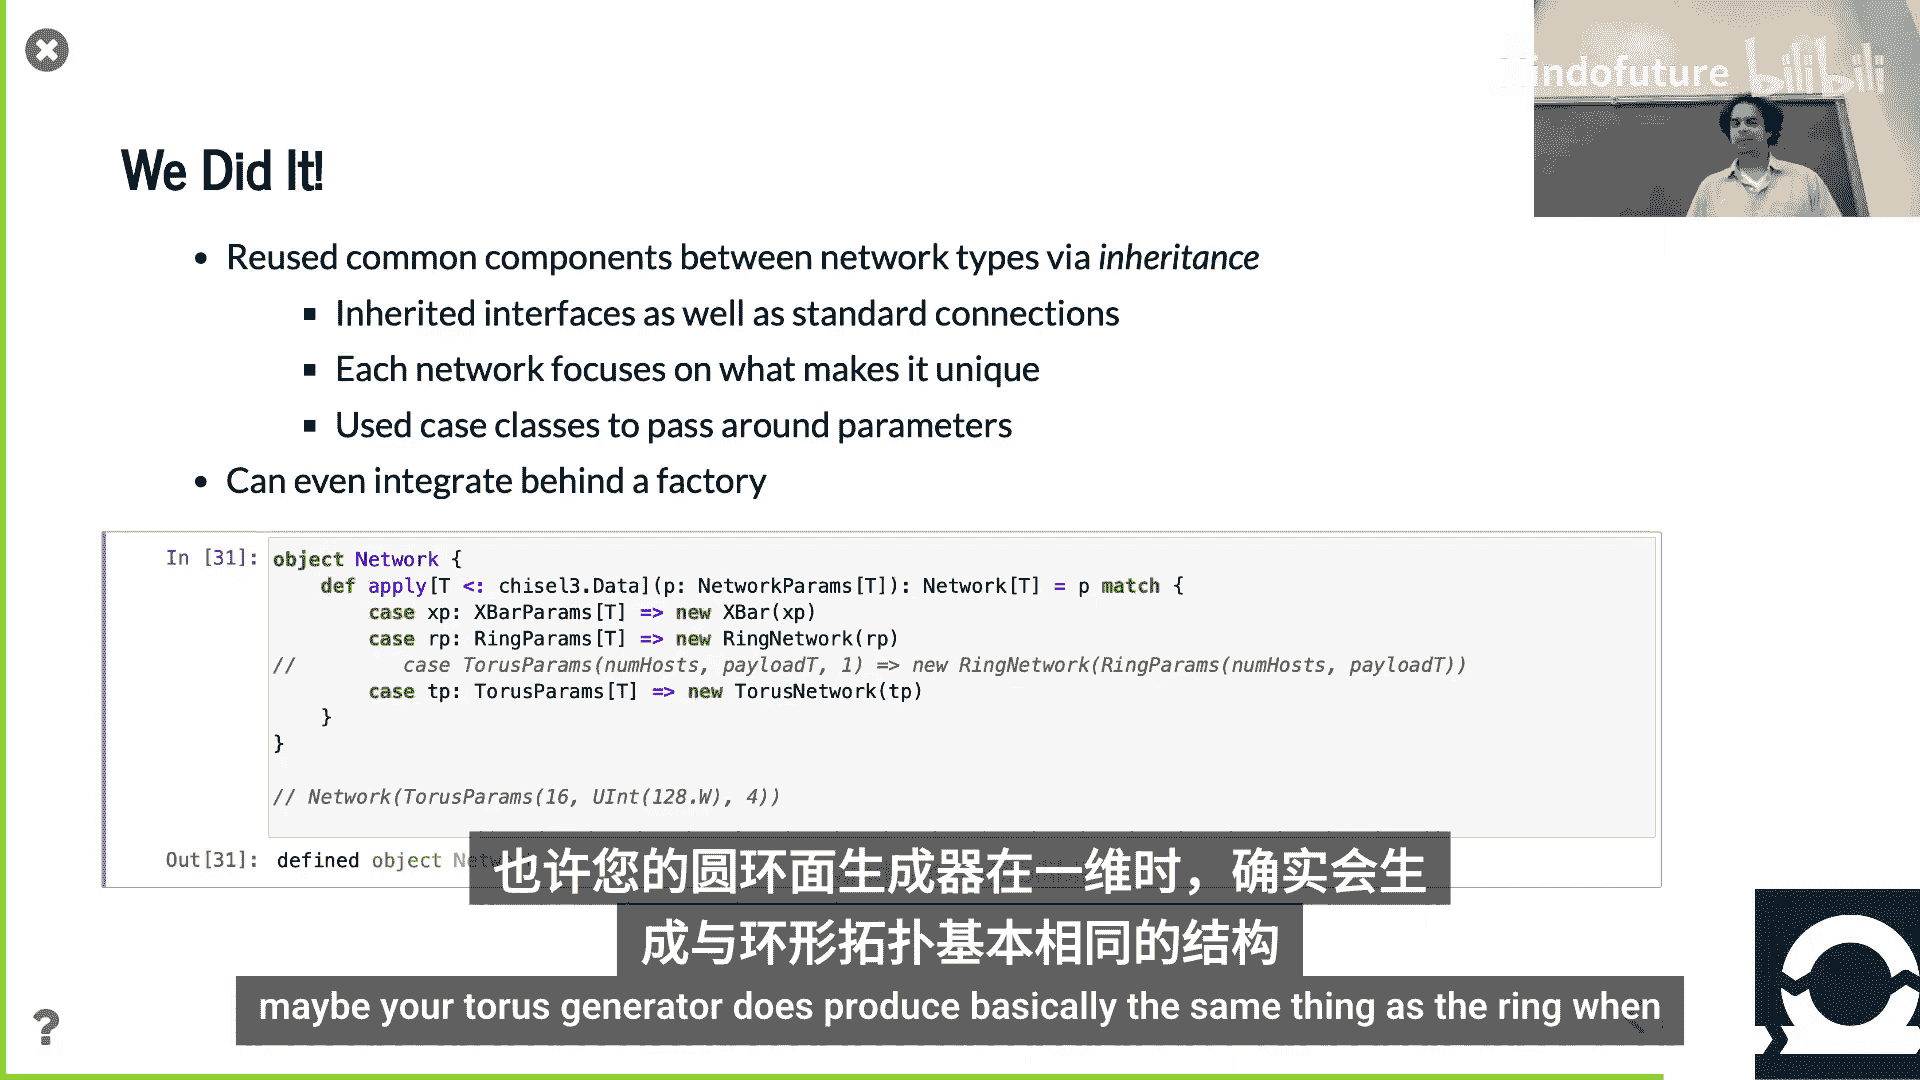 indofuture bilibili
We Did It!
• Reused common components between network types via inheritance
▪ Inherited interfaces as well as standard connections
▪ Each network focuses on what makes it unique
▪ Used case classes to pass around parameters
• Can even integrate behind a factory
In [31]: object Network {
def apply[T <: chisel3.Data](p: NetworkParams[T]): Network[T] = p match {
case xp: XBarParams[T] => new XBar(xp)
case rp: RingParams[T] => new RingNetwork(rp)
// case TorusParams(numHosts, payloadT, 1) => new RingNetwork(RingParams(numHosts, payloadT))
case tp: TorusParams[T] => new TorusNetwork(tp)
}
}
// Network(TorusParams(16, UInt(128.W), 4))
Out[31]: defined object Netw
也许您的圆环面生成器在一维时，确实会生
成与环形拓扑基本相同的结构
maybe your torus generator does produce basically the same thing as the ring when
?